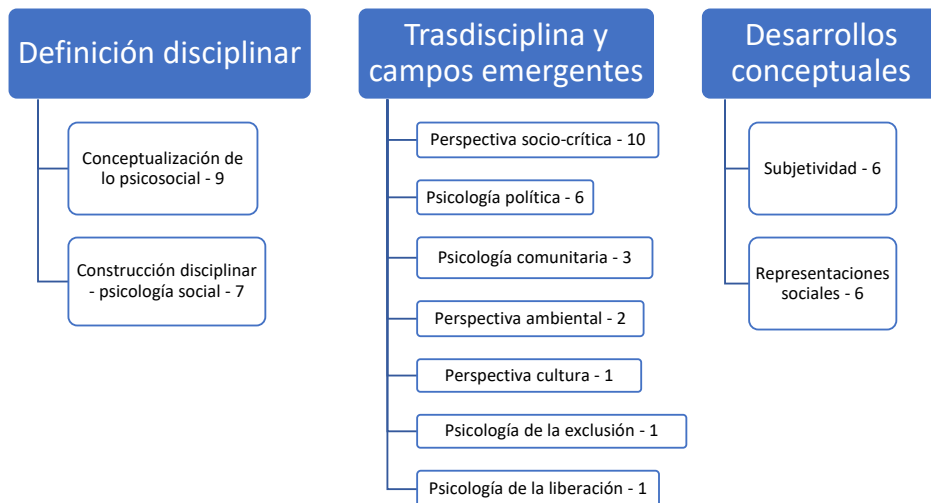 Definición disciplinar
Conceptualización de
lo psicosocial - 9
Construcción disciplinar
- psicología social - 7
Trasdisciplina y
campos emergentes
Perspectiva socio-crítica - 10
Psicología política - 6
Psicología comunitaria - 3
Perspectiva ambiental - 2
Perspectiva cultura - 1
Psicología de la exclusión - 1
Psicología de la liberación - 1
Desarrollos
conceptuales
Subjetividad - 6
Representaciones
sociales - 6